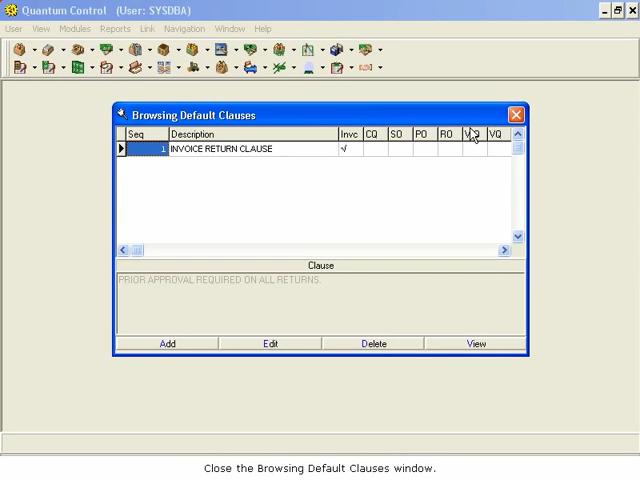 Quantum Control (User: SYSDBA)
User View Modules Reports Link Navigation Window Help
Browsing Default Clauses
Seq Description Invc CQ SO PO RO VQ
1 INVOICE RETURN CLAUSE √
Clause
PRIOR APPROVAL REQUIRED ON ALL RETURNS.
Add Edit Delete View
Close the Browsing Default Clauses window.